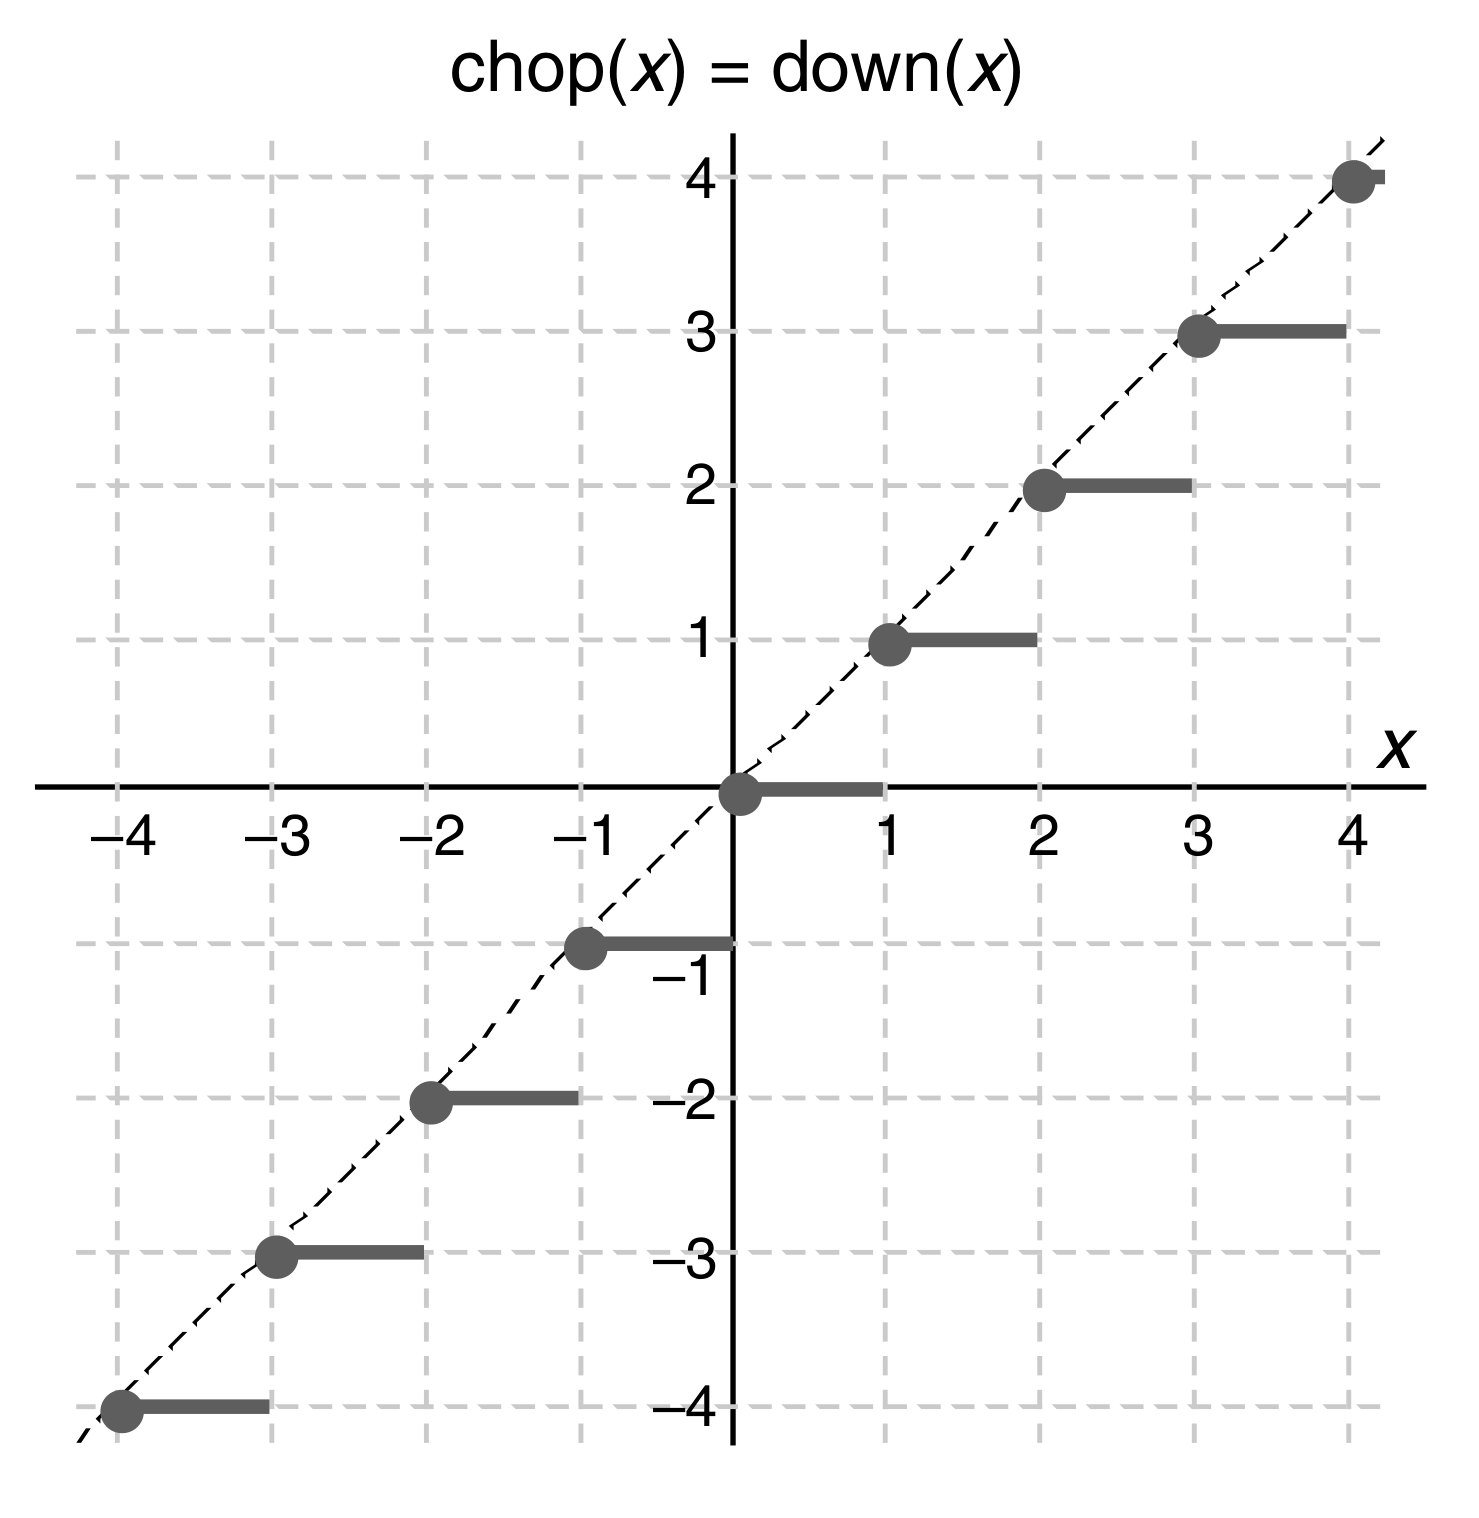 chop(x) = down(x)
4
3
2
1
x
–4 –3 –2 –1 1 2 3 4
–1
–2
–3
–4